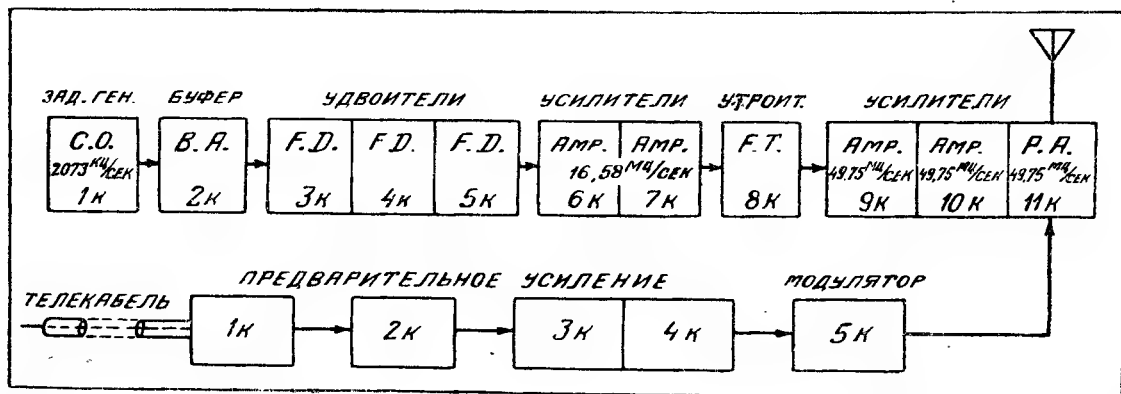 ЗАД. ГЕН. БУФЕР УДВОИТЕЛИ УСИЛИТЕЛИ УТРОИТ. УСИЛИТЕЛИ
C.O. B.A. F.D. F.D. F.D. Amp. Amp. F.T. Amp. Amp. P.A.
2073 КЦ/СЕК 16,58 МЦ/СЕК 49.75 МЦ/СЕК 49,75 МЦ/СЕК 49,75 МЦ/СЕК
1К 2К 3К 4К 5К 6К 7К 8К 9К 10К 11К
ПРЕДВАРИТЕЛЬНОЕ УСИЛЕНИЕ МОДУЛЯТОР
ТЕЛЕКАБЕЛЬ
1К 2К 3К 4К 5К